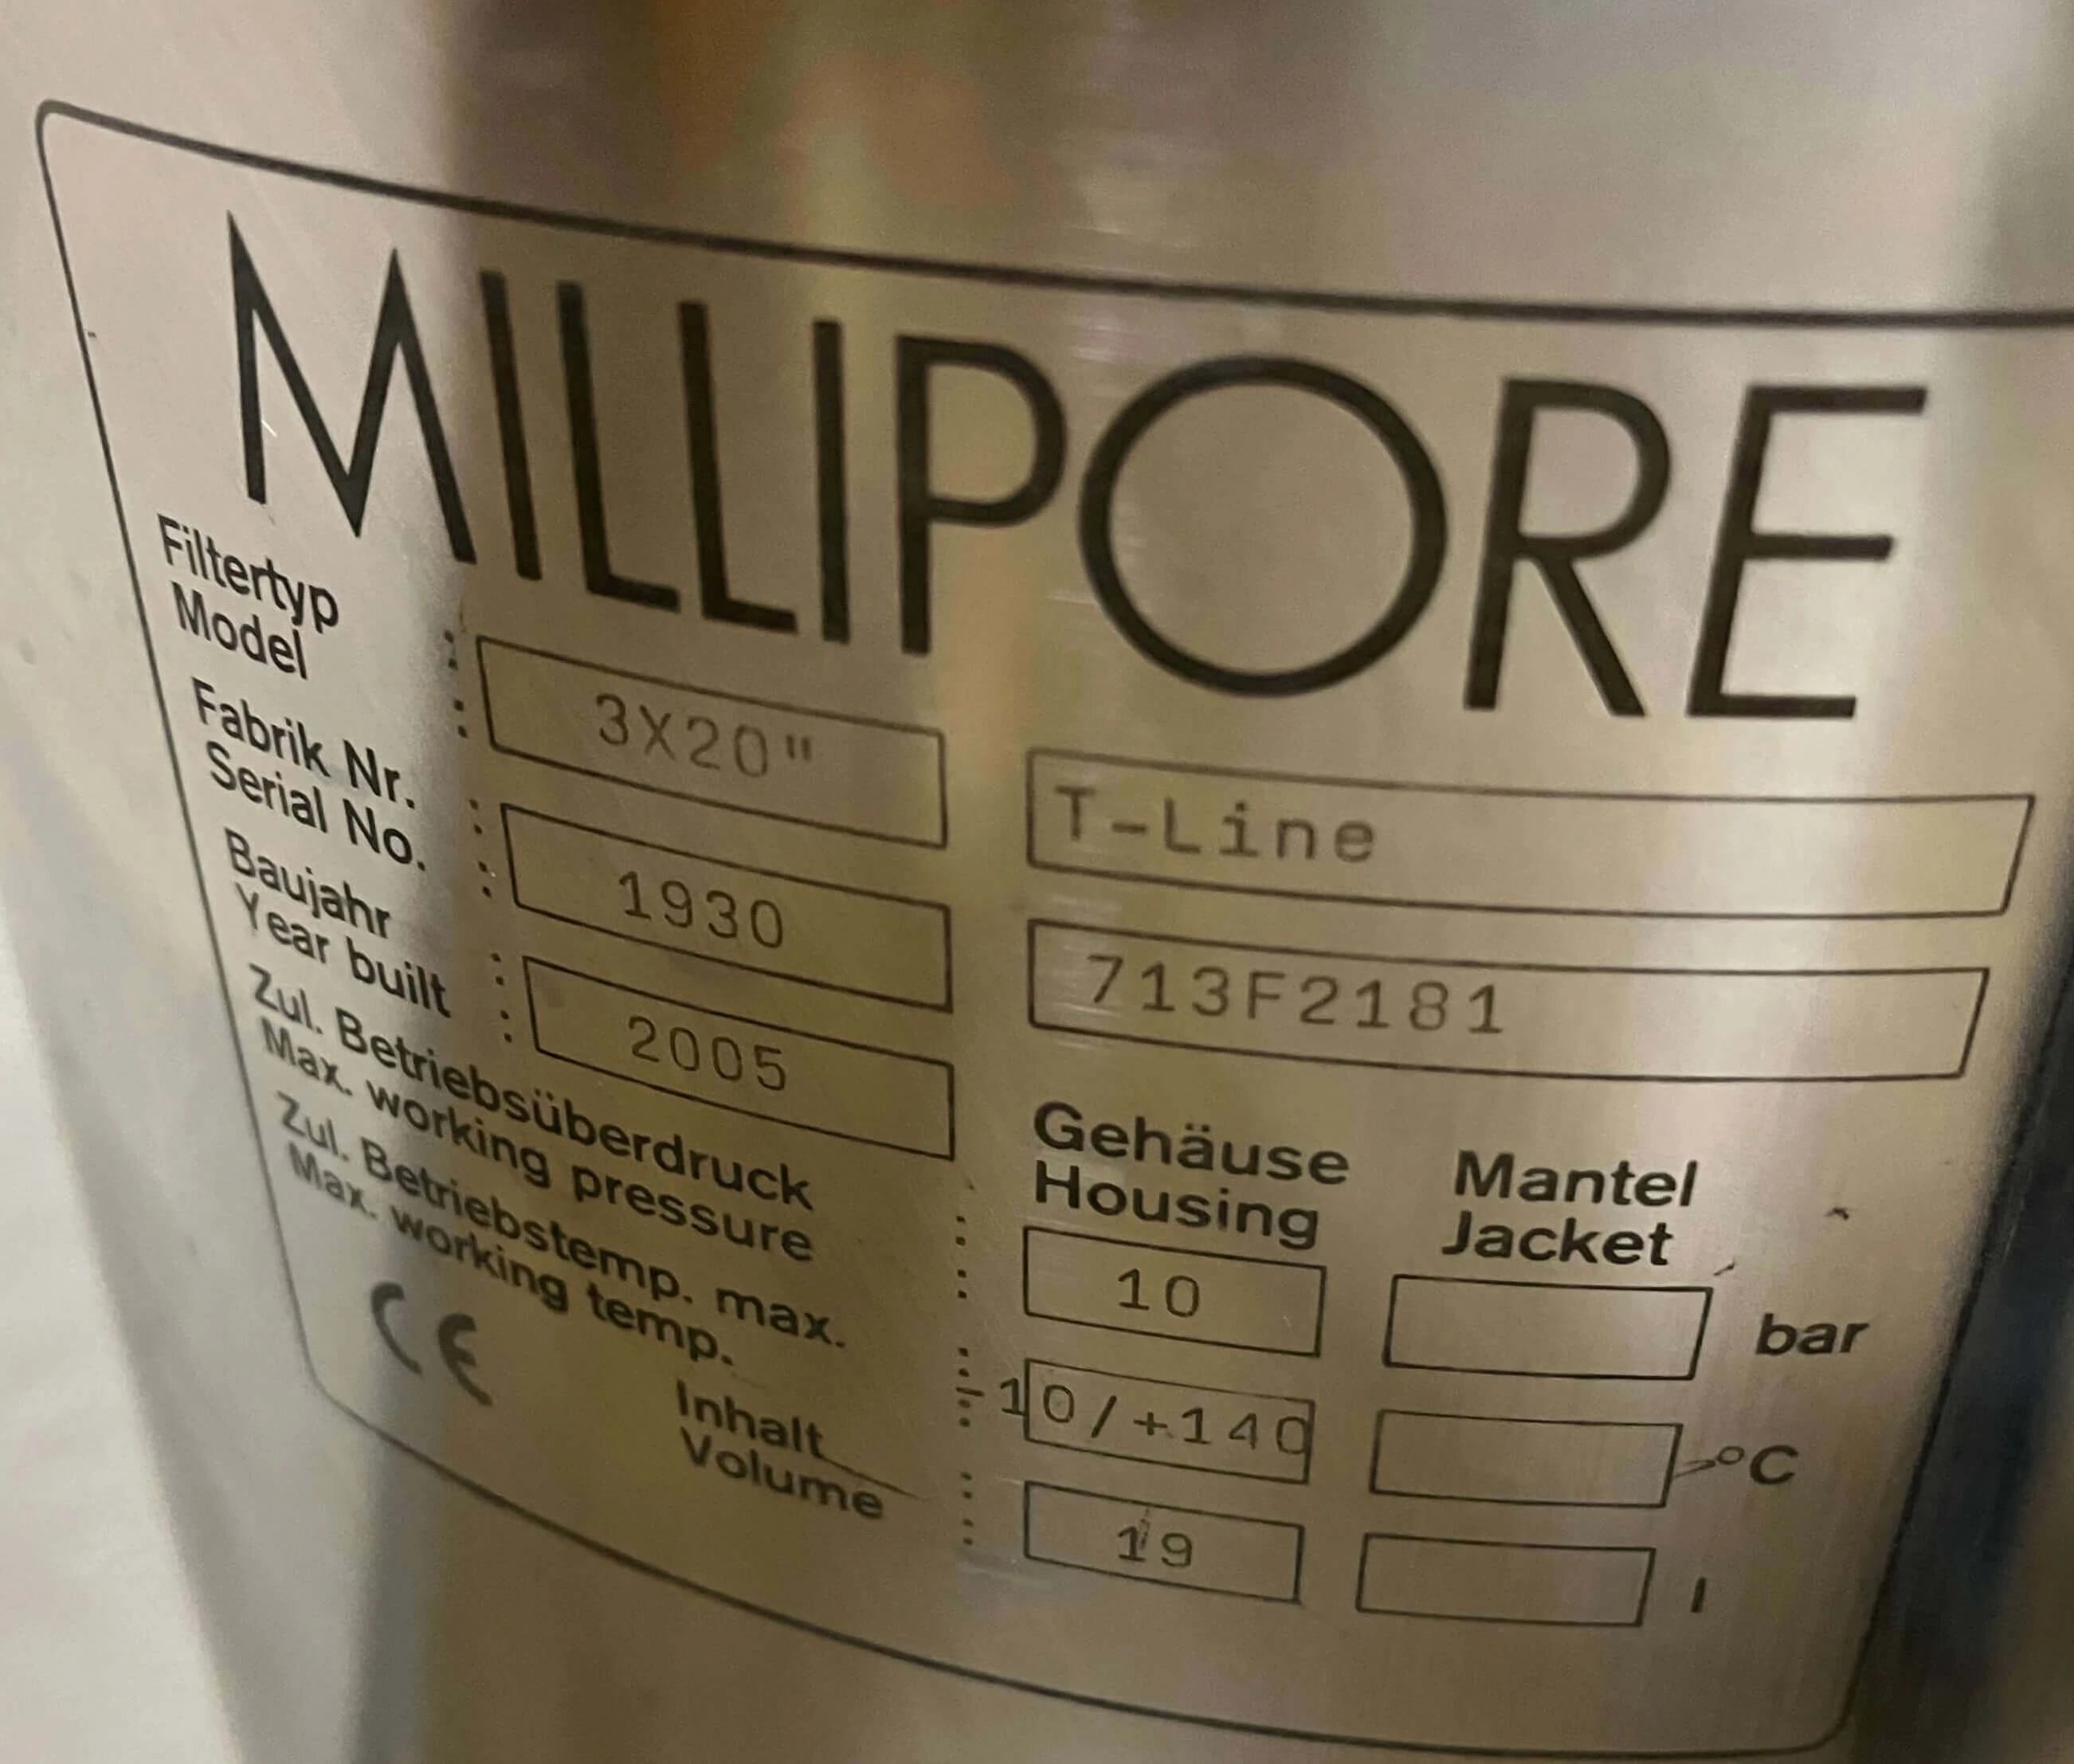 MILLIPORE
Filtertyp
Model : : 3X20" T-Line
Fabrik Nr.
Serial No. : : 1930 713F2181
Baujahr
Year built : : 2005
Gehäuse Mantel
Housing Jacket
Zul. Betriebsüberdruck
Max. working pressure : : 10 bar
Zul. Betriebstemp. max.
Max. working temp. : : -10/+140 °C
Inhalt
Volume : : 19 l
CE